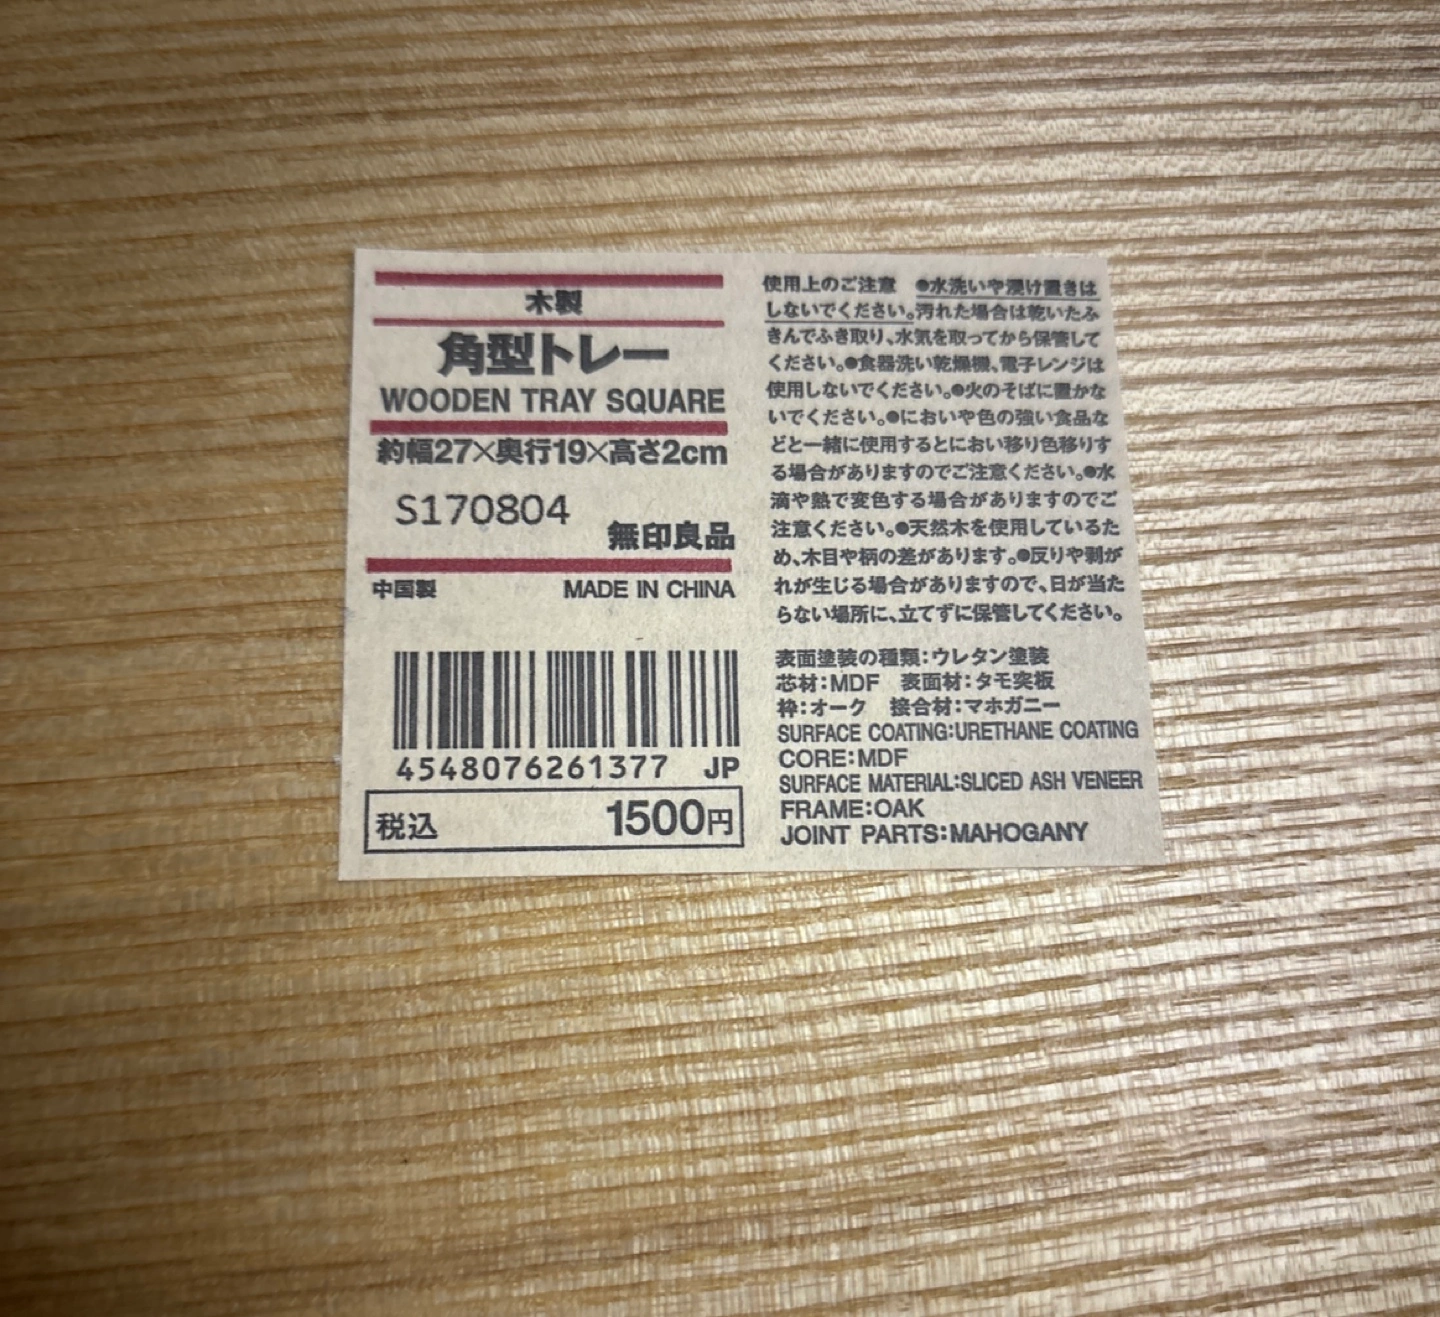 木製
角型トレー
WOODEN TRAY SQUARE
約幅27×奥行19×高さ2cm
S170804
無印良品
中国製 MADE IN CHINA
4548076261377 JP
税込 1500円
使用上のご注意 ●水洗いや浸け置きは
しないでください。汚れた場合は乾いたふ
きんでふき取り、水気を取ってから保管して
ください。●食器洗い乾燥機、電子レンジは
使用しないでください。●火のそばに置かな
いでください。●においや色の強い食品な
どと一緒に使用するとにおい移り色移りす
る場合がありますのでご注意ください。●水
滴や熱で変色する場合がありますのでご
注意ください。●天然木を使用しているた
め、木目や柄の差があります。●反りや剥が
れが生じる場合がありますので、日が当た
らない場所に、立てずに保管してください。
表面塗装の種類:ウレタン塗装
芯材:MDF 表面材:タモ突板
枠:オーク 接合材:マホガニー
SURFACE COATING:URETHANE COATING
CORE:MDF
SURFACE MATERIAL:SLICED ASH VENEER
FRAME:OAK
JOINT PARTS:MAHOGANY